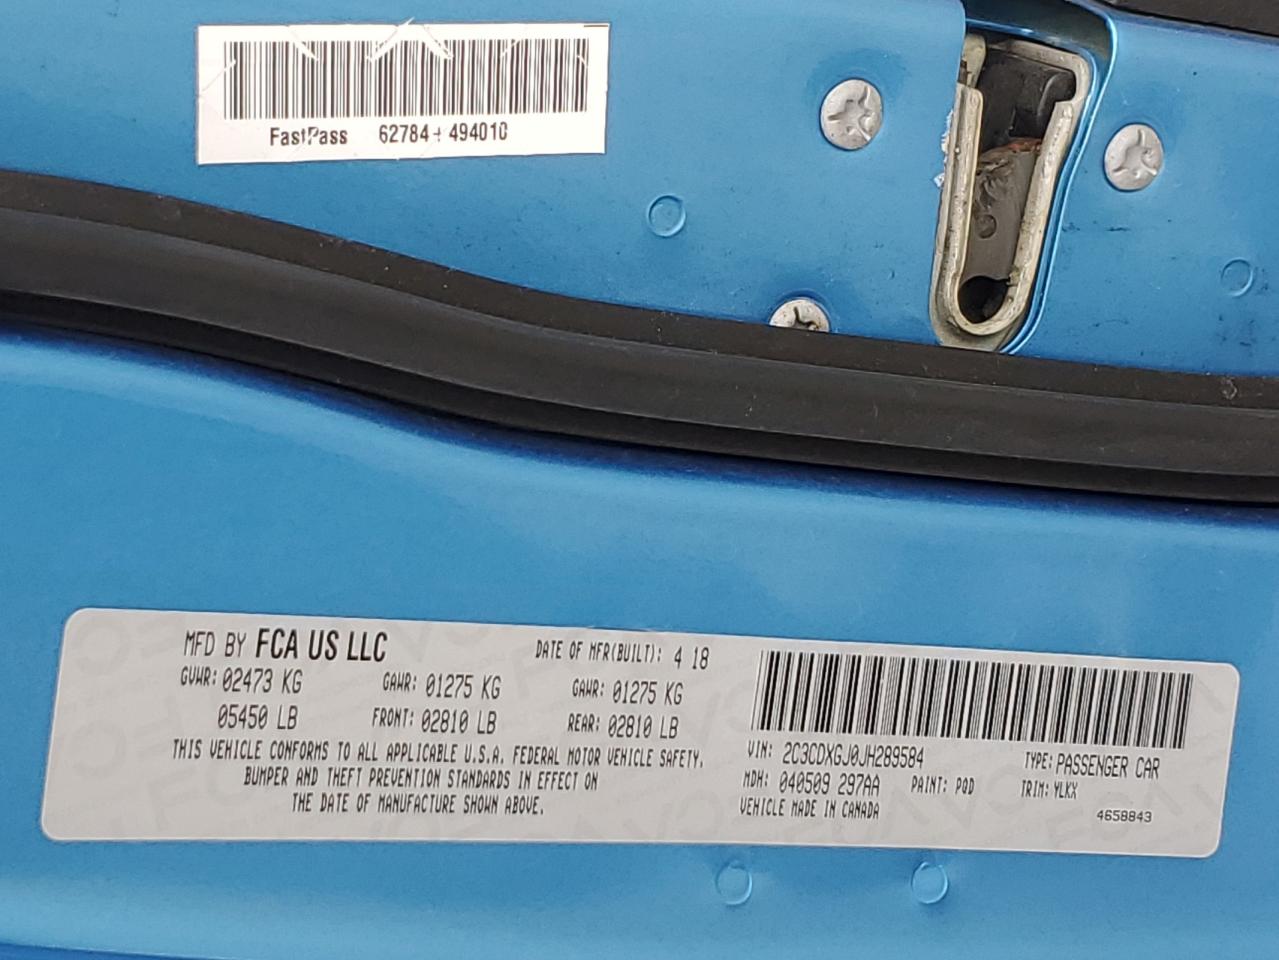 FastPass 62784 494010
MFD BY FCA US LLC DATE OF MFR(BUILT): 4 18
GVWR: 02473 KG GAWR: 01275 KG GAWR: 01275 KG
05450 LB FRONT: 02810 LB REAR: 02810 LB
THIS VEHICLE CONFORMS TO ALL APPLICABLE U.S.A. FEDERAL MOTOR VEHICLE SAFETY,
BUMPER AND THEFT PREVENTION STANDARDS IN EFFECT ON
THE DATE OF MANUFACTURE SHOWN ABOVE.
VIN: 2C3CDXGJ0JH289584 TYPE: PASSENGER CAR
MDH: 040509 297AA PAINT: PQD TRIM: YLKX
VEHICLE MADE IN CANADA 4658843